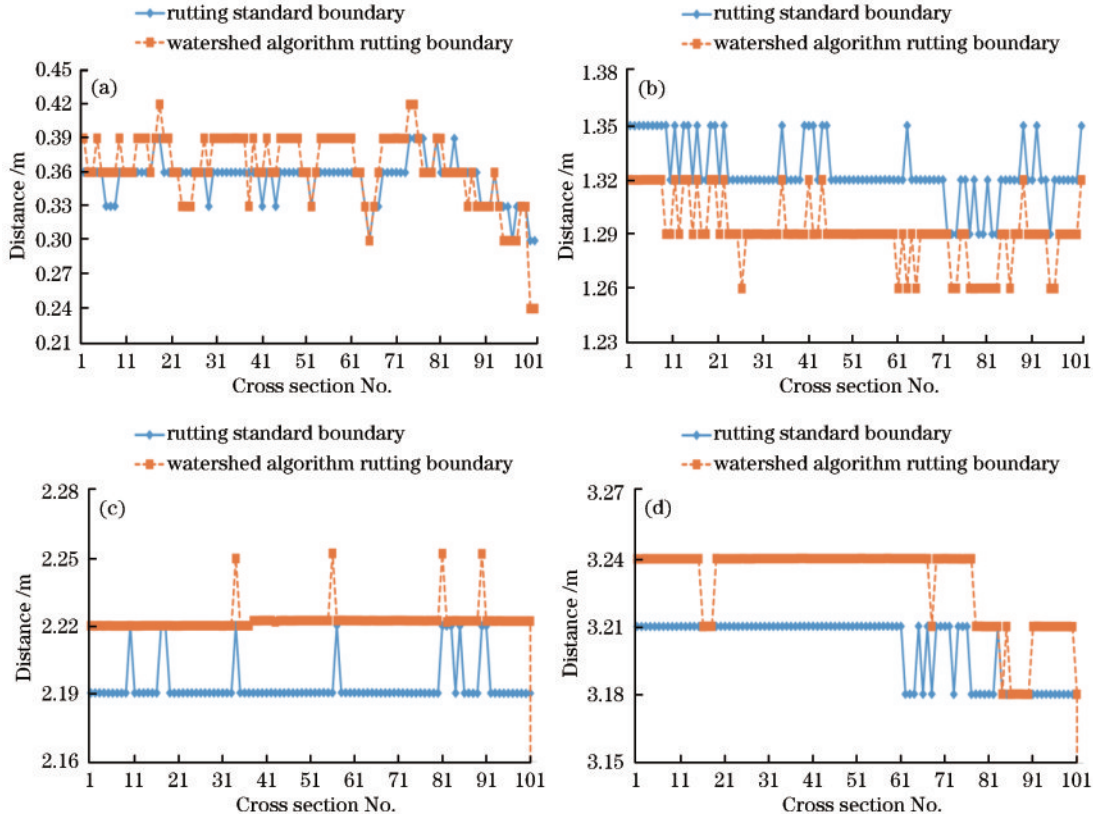 rutting standard boundary
watershed algorithm rutting boundary
(a)
Distance /m
0.45
0.42
0.39
0.36
0.33
0.30
0.27
0.24
0.21
1 11 21 31 41 51 61 71 81 91 101
Cross section No.
rutting standard boundary
watershed algorithm rutting boundary
(b)
Distance /m
1.38
1.35
1.32
1.29
1.26
1.23
1 11 21 31 41 51 61 71 81 91 101
Cross section No.
rutting standard boundary
watershed algorithm rutting boundary
(c)
Distance /m
2.28
2.25
2.22
2.19
2.16
1 11 21 31 41 51 61 71 81 91 101
Cross section No.
rutting standard boundary
watershed algorithm rutting boundary
(d)
Distance /m
3.27
3.24
3.21
3.18
3.15
1 11 21 31 41 51 61 71 81 91 101
Cross section No.